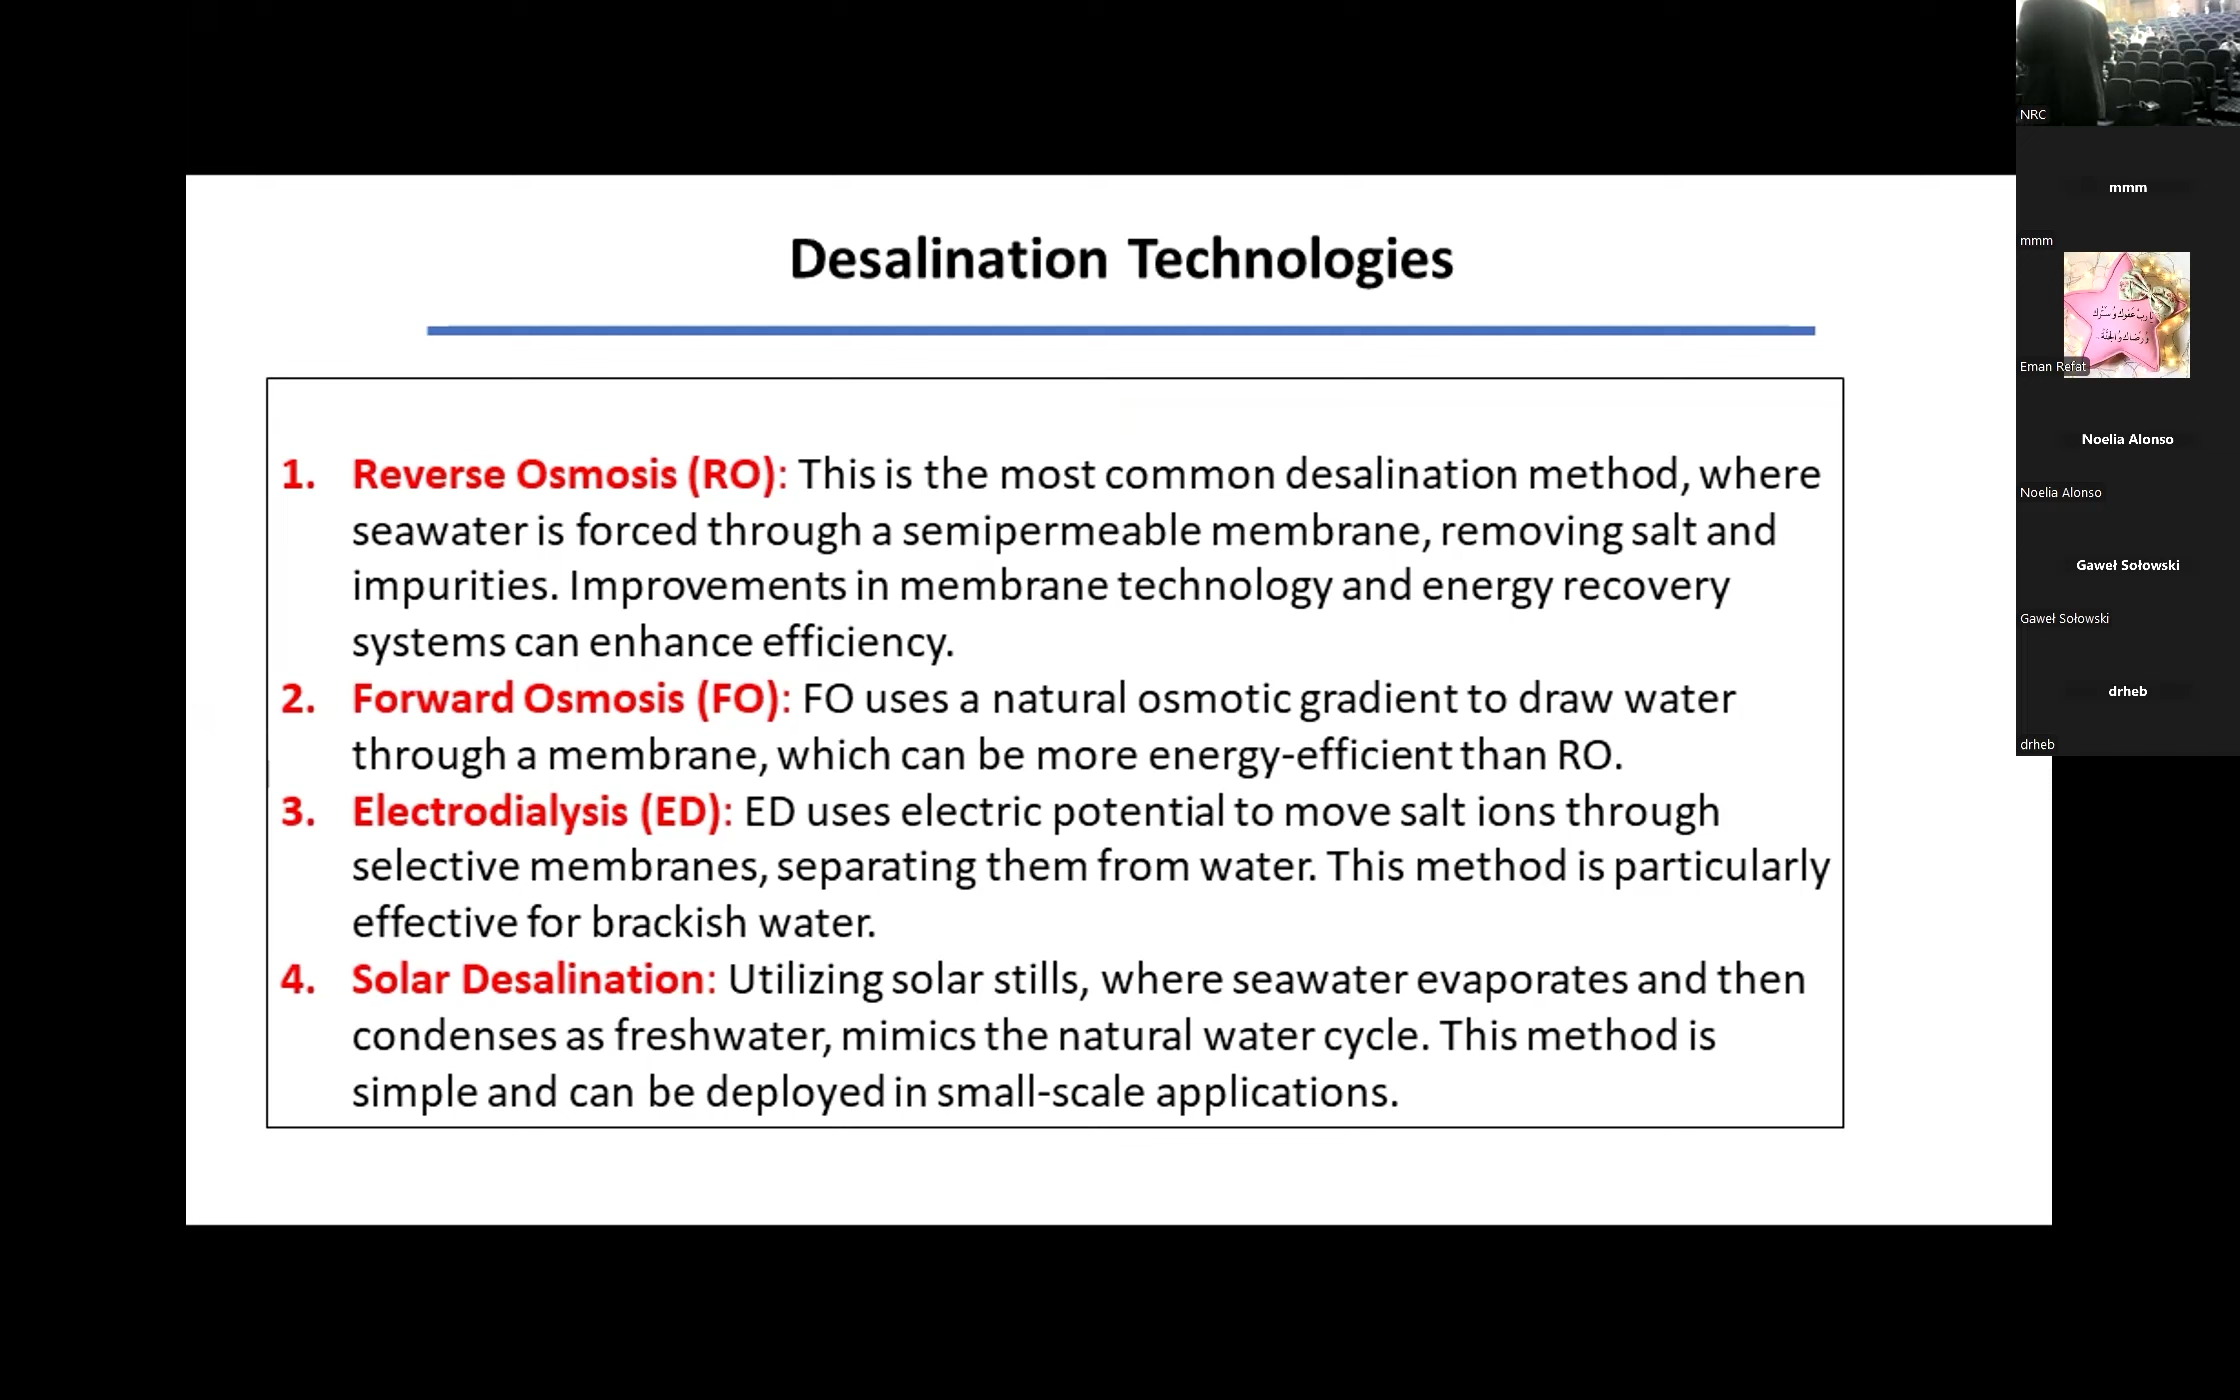 Desalination Technologies
1. Reverse Osmosis (RO): This is the most common desalination method, where
seawater is forced through a semipermeable membrane, removing salt and
impurities. Improvements in membrane technology and energy recovery
systems can enhance efficiency.
2. Forward Osmosis (FO): FO uses a natural osmotic gradient to draw water
through a membrane, which can be more energy-efficient than RO.
3. Electrodialysis (ED): ED uses electric potential to move salt ions through
selective membranes, separating them from water. This method is particularly
effective for brackish water.
4. Solar Desalination: Utilizing solar stills, where seawater evaporates and then
condenses as freshwater, mimics the natural water cycle. This method is
simple and can be deployed in small-scale applications.
NRC
mmm
mmm
يا رب عفوك وسترك
ورضاك والجنة
Eman Refat
Noelia Alonso
Noelia Alonso
Gaweł Sołowski
Gaweł Sołowski
drheb
drheb